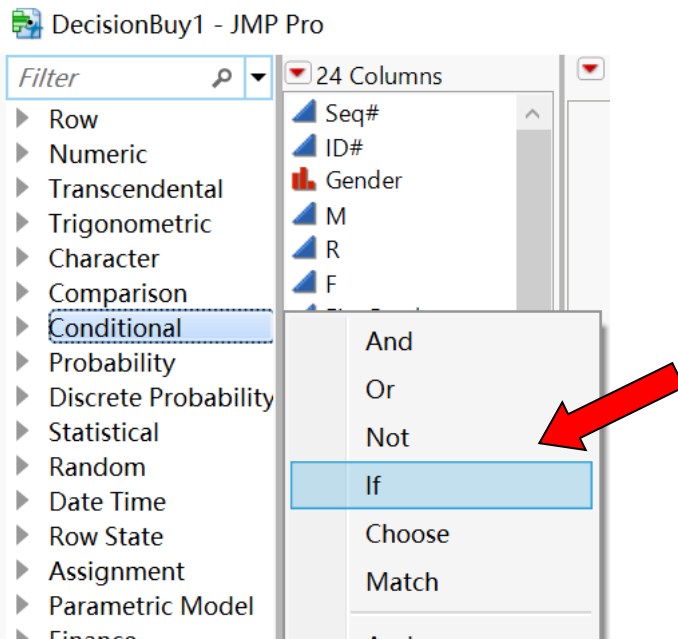 DecisionBuy1 - JMP Pro
Filter
Row
Numeric
Transcendental
Trigonometric
Character
Comparison
Conditional
Probability
Discrete Probability
Statistical
Random
Date Time
Row State
Assignment
Parametric Model
24 Columns
Seq#
ID#
Gender
M
R
F
And
Or
Not
If
Choose
Match